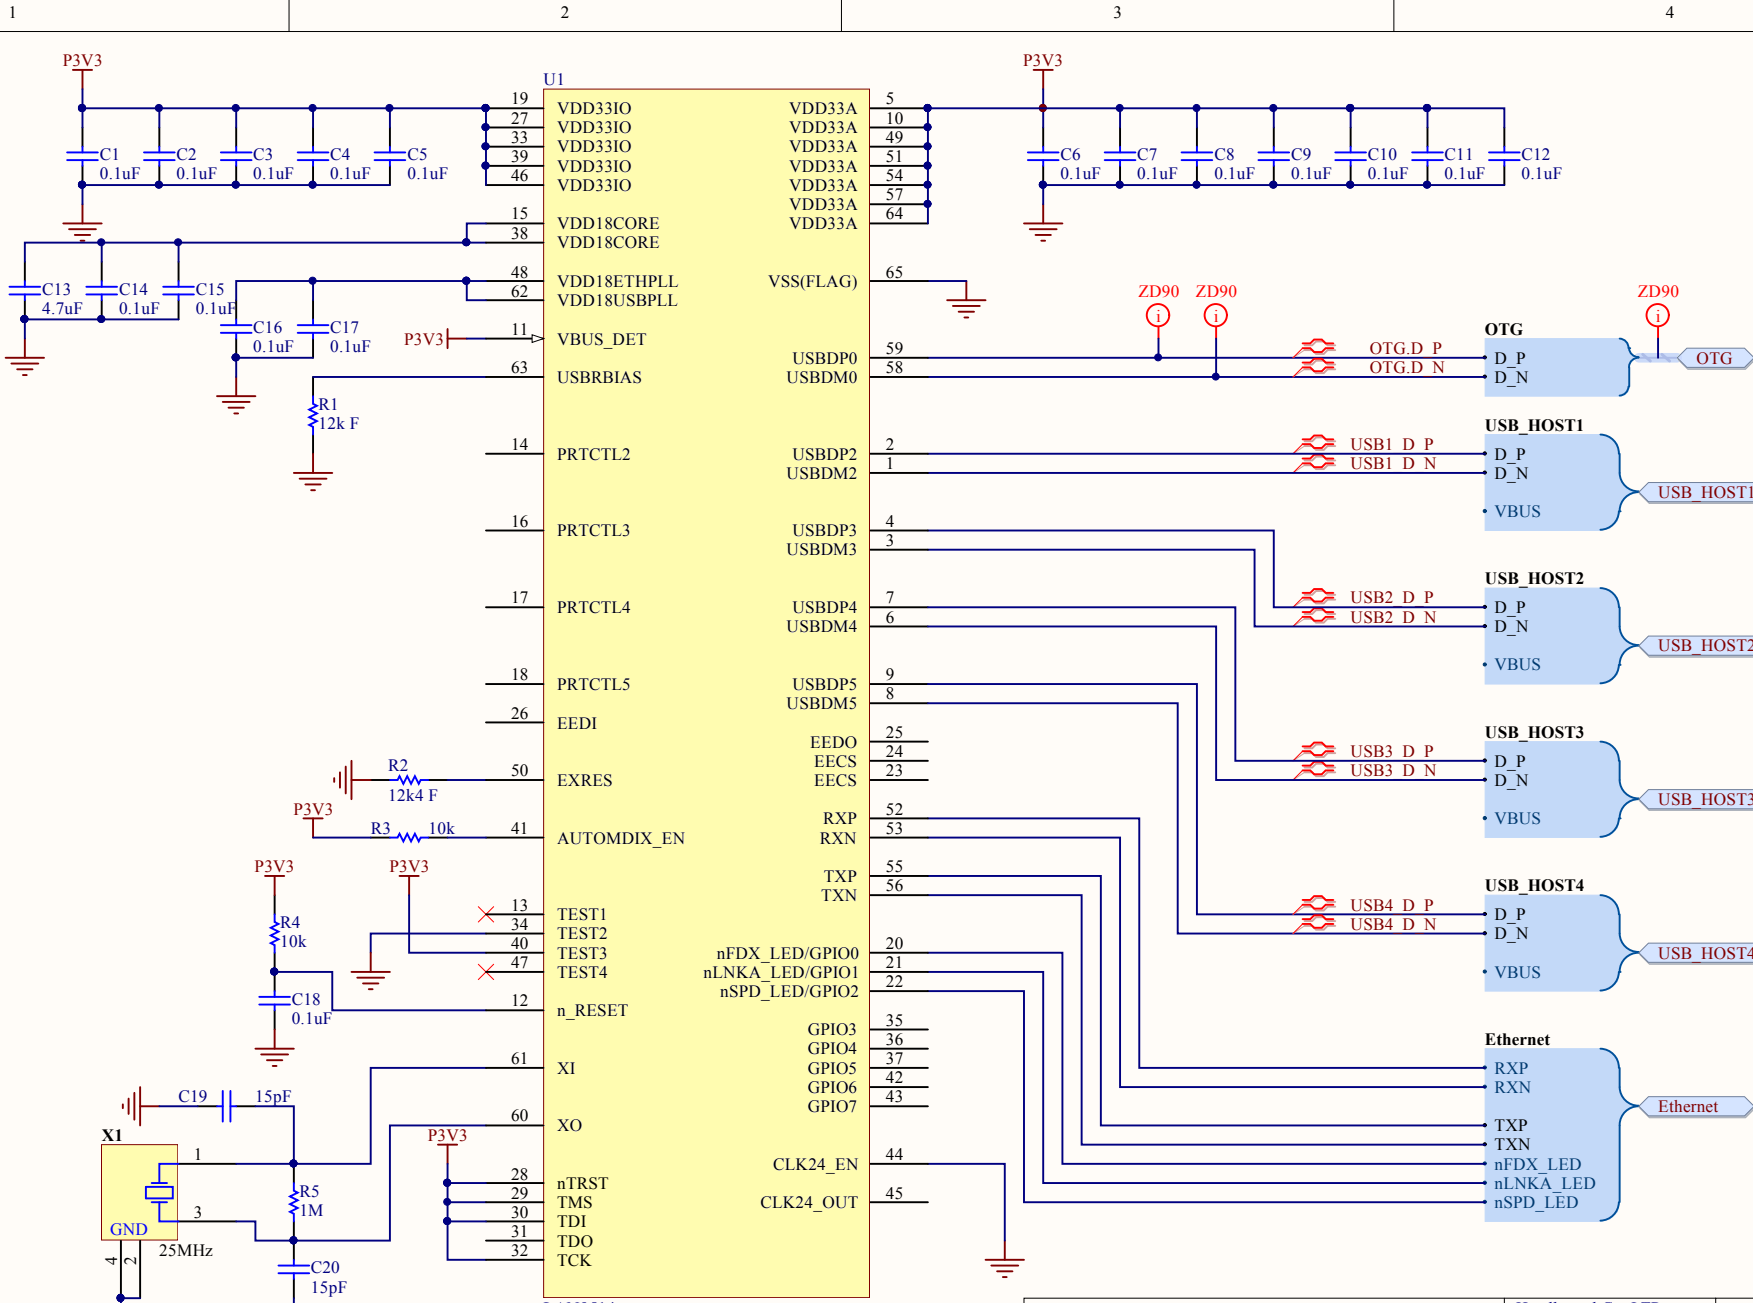 1 2 3 4
P3V3
C1 0.1uF
C2 0.1uF
C3 0.1uF
C4 0.1uF
C5 0.1uF
C13 4.7uF
C14 0.1uF
C15 0.1uF
C16 0.1uF
C17 0.1uF
P3V3
R1 12k F
R2 12k4 F
P3V3
R3 10k
P3V3
P3V3
R4 10k
C18 0.1uF
C19 15pF
X1
1
3
GND
4
2
25MHz
R5 1M
C20 15pF
P3V3
U1
19 VDD33IO
27 VDD33IO
33 VDD33IO
39 VDD33IO
46 VDD33IO
15 VDD18CORE
38 VDD18CORE
48 VDD18ETHPLL
62 VDD18USBPLL
11 VBUS_DET
63 USBRBIAS
14 PRTCTL2
16 PRTCTL3
17 PRTCTL4
18 PRTCTL5
26 EEDI
50 EXRES
41 AUTOMDIX_EN
13 TEST1
34 TEST2
40 TEST3
47 TEST4
12 n_RESET
61 XI
60 XO
28 nTRST
29 TMS
30 TDI
31 TDO
32 TCK
VDD33A 5
VDD33A 10
VDD33A 49
VDD33A 51
VDD33A 54
VDD33A 57
VDD33A 64
VSS(FLAG) 65
USBDP0 59
USBDM0 58
USBDP2 2
USBDM2 1
USBDP3 4
USBDM3 3
USBDP4 7
USBDM4 6
USBDP5 9
USBDM5 8
EEDO 25
EECS 24
EECS 23
RXP 52
RXN 53
TXP 55
TXN 56
nFDX_LED/GPIO0 20
nLNKA_LED/GPIO1 21
nSPD_LED/GPIO2 22
GPIO3 35
GPIO4 36
GPIO5 37
GPIO6 42
GPIO7 43
CLK24_EN 44
CLK24_OUT 45
P3V3
C6 0.1uF
C7 0.1uF
C8 0.1uF
C9 0.1uF
C10 0.1uF
C11 0.1uF
C12 0.1uF
ZD90
i
ZD90
i
ZD90
i
OTG
OTG.D_P D_P
OTG.D_N D_N
OTG
USB_HOST1
USB1_D_P D_P
USB1_D_N D_N
VBUS
USB_HOST1
USB_HOST2
USB2_D_P D_P
USB2_D_N D_N
VBUS
USB_HOST2
USB_HOST3
USB3_D_P D_P
USB3_D_N D_N
VBUS
USB_HOST3
USB_HOST4
USB4_D_P D_P
USB4_D_N D_N
VBUS
USB_HOST4
Ethernet
RXP
RXN
TXP
TXN
nFDX_LED
nLNKA_LED
nSPD_LED
Ethernet